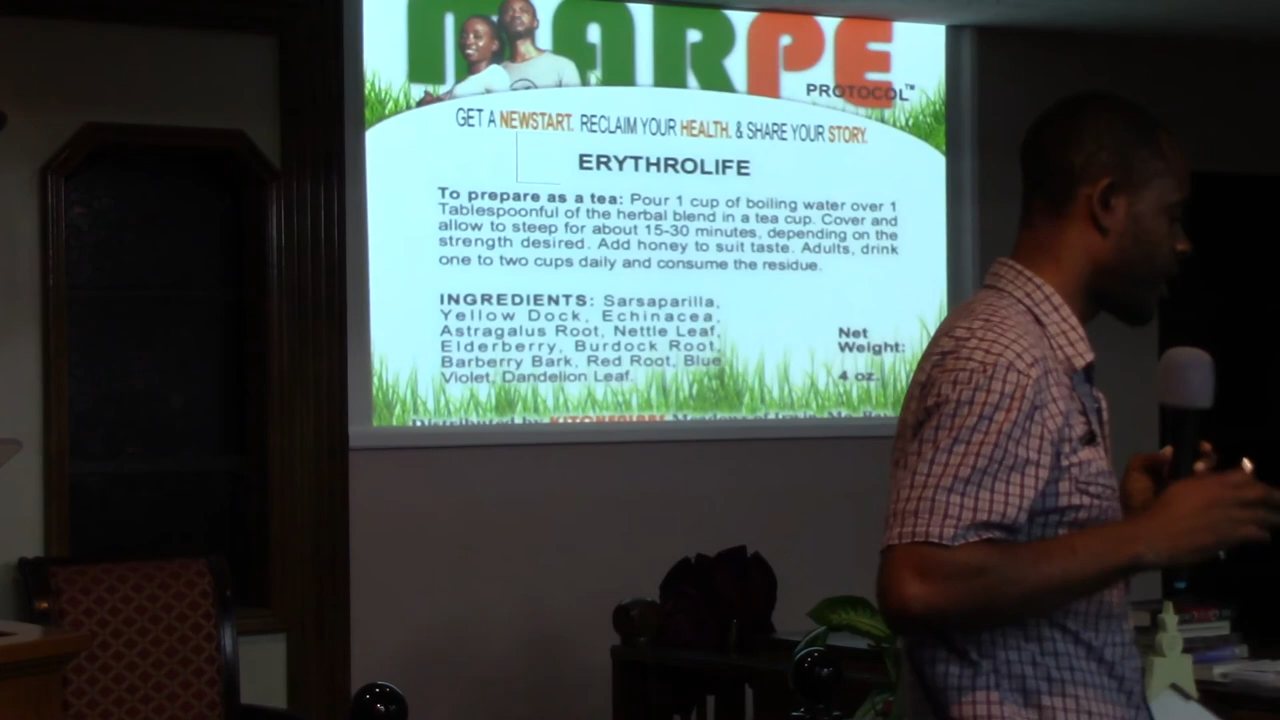 MARPE
PROTOCOL™
GET A NEWSTART. RECLAIM YOUR HEALTH. & SHARE YOUR STORY.
ERYTHROLIFE
To prepare as a tea: Pour 1 cup of boiling water over 1
Tablespoonful of the herbal blend in a tea cup. Cover and
allow to steep for about 15-30 minutes, depending on the
strength desired. Add honey to suit taste. Adults, drink
one to two cups daily and consume the residue.
INGREDIENTS: Sarsaparilla,
Yellow Dock, Echinacea,
Astragalus Root, Nettle Leaf,
Elderberry, Burdock Root,
Barberry Bark, Red Root, Blue
Violet, Dandelion Leaf.
Net
Weight:
4 oz.
Distributed by